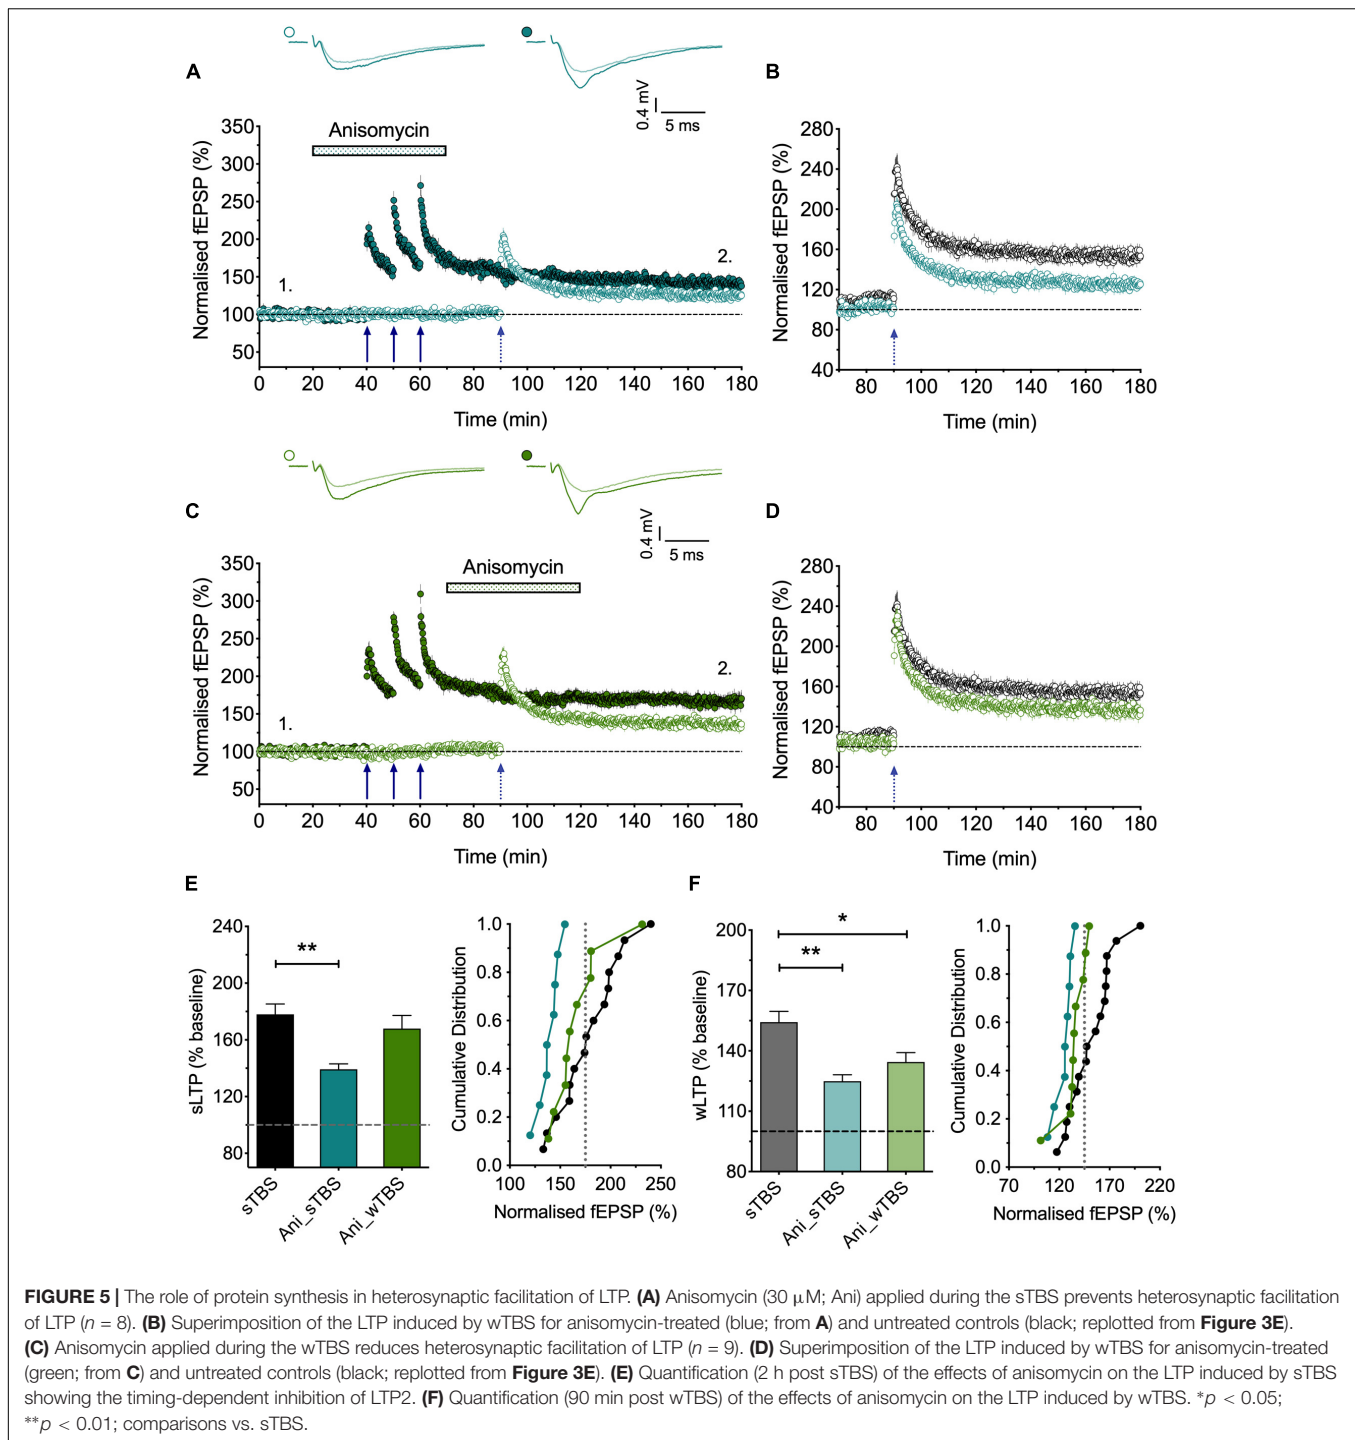 A
B
0.4 mV
5 ms
Normalised fEPSP (%)
350
300
250
200
150
100
50
Anisomycin
1.
2.
0 20 40 60 80 100 120 140 160 180
Time (min)
Normalised fEPSP (%)
280
240
200
160
120
80
40
80 100 120 140 160 180
Time (min)
C
D
0.4 mV
5 ms
Normalised fEPSP (%)
350
300
250
200
150
100
50
Anisomycin
1.
2.
0 20 40 60 80 100 120 140 160 180
Time (min)
Normalised fEPSP (%)
280
240
200
160
120
80
40
80 100 120 140 160 180
Time (min)
E
sLTP (% baseline)
240
200
160
120
80
**
sTBS
Ani_sTBS
Ani_wTBS
Cumulative Distribution
1.0
0.8
0.6
0.4
0.2
0.0
100 150 200 250
Normalised fEPSP (%)
F
wLTP (% baseline)
200
170
140
110
80
*
**
sTBS
Ani_sTBS
Ani_wTBS
Cumulative Distribution
1.0
0.8
0.6
0.4
0.2
0.0
70 120 170 220
Normalised fEPSP (%)
FIGURE 5 | The role of protein synthesis in heterosynaptic facilitation of LTP. (A) Anisomycin (30 μM; Ani) applied during the sTBS prevents heterosynaptic facilitation
of LTP (n = 8). (B) Superimposition of the LTP induced by wTBS for anisomycin-treated (blue; from A) and untreated controls (black; replotted from Figure 3E).
(C) Anisomycin applied during the wTBS reduces heterosynaptic facilitation of LTP (n = 9). (D) Superimposition of the LTP induced by wTBS for anisomycin-treated
(green; from C) and untreated controls (black; replotted from Figure 3E). (E) Quantification (2 h post sTBS) of the effects of anisomycin on the LTP induced by sTBS
showing the timing-dependent inhibition of LTP2. (F) Quantification (90 min post wTBS) of the effects of anisomycin on the LTP induced by wTBS. *p < 0.05;
**p < 0.01; comparisons vs. sTBS.